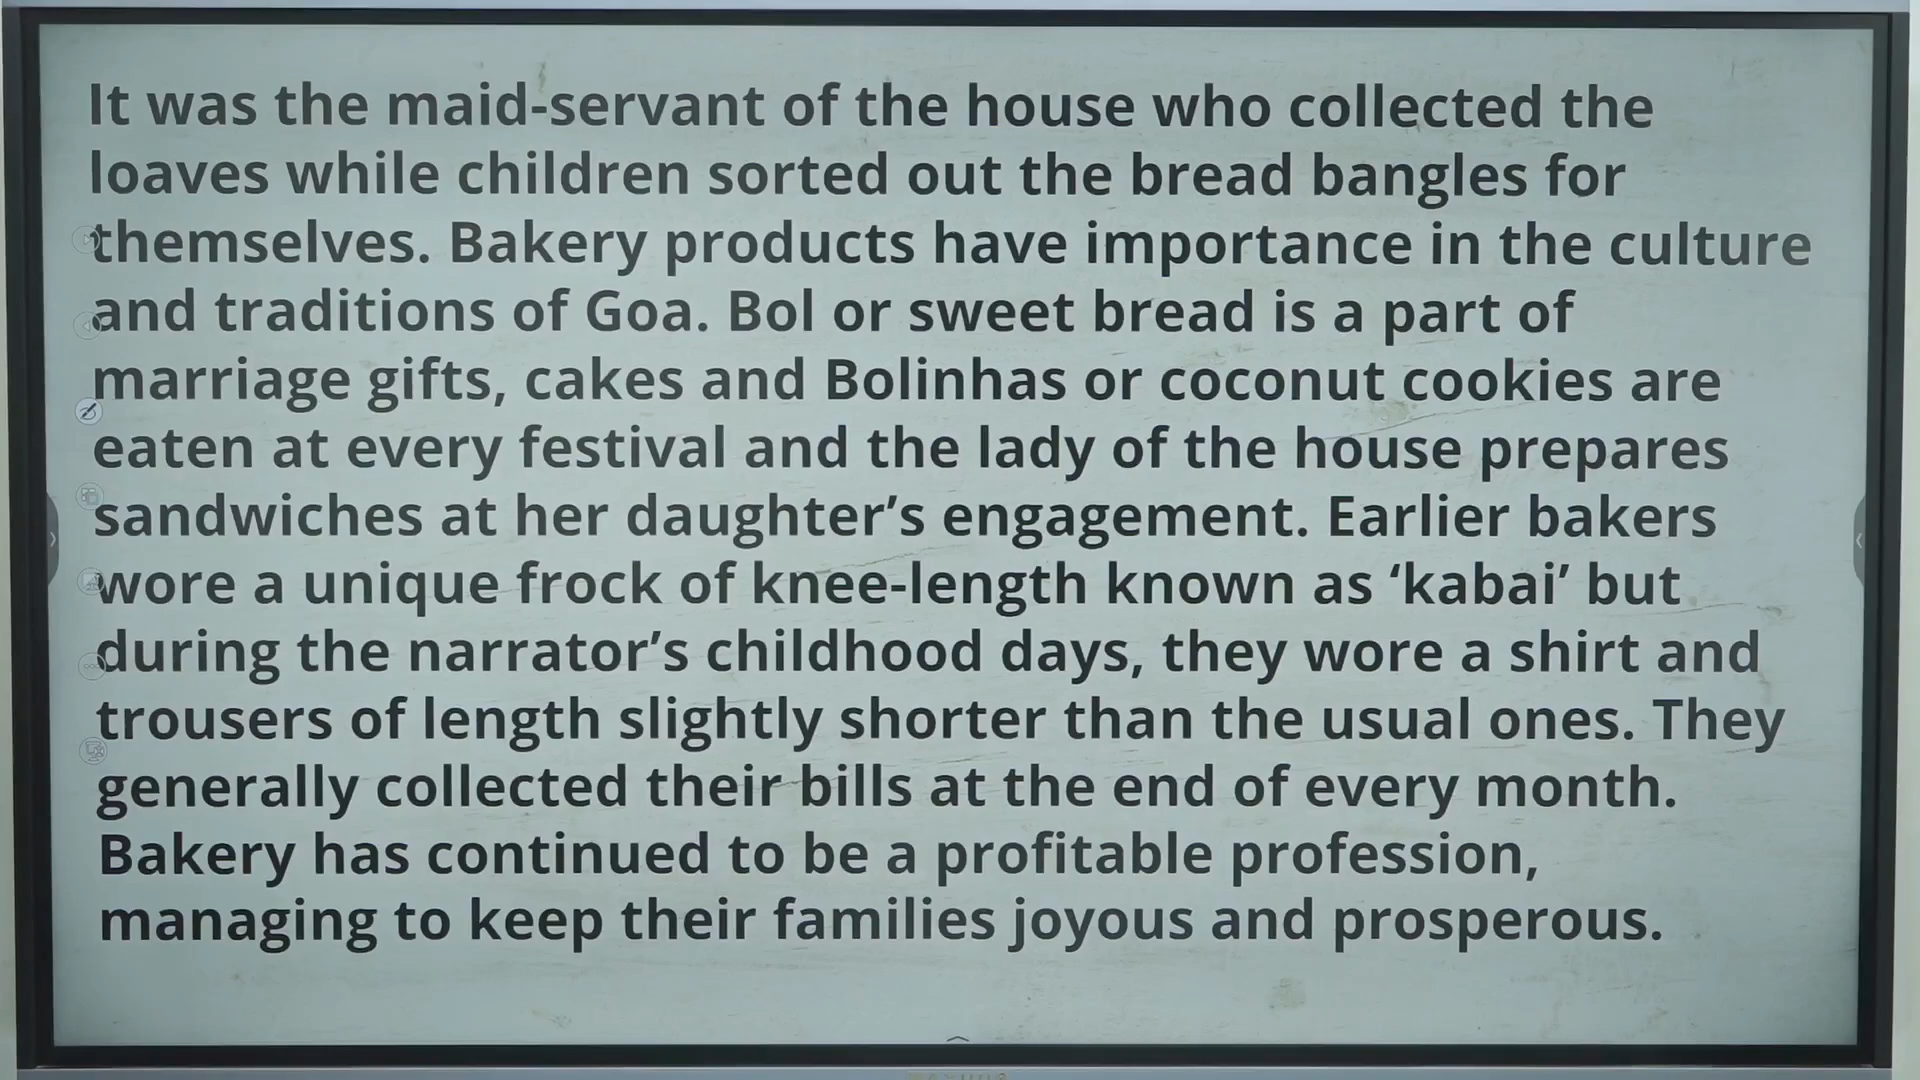 It was the maid-servant of the house who collected the
loaves while children sorted out the bread bangles for
themselves. Bakery products have importance in the culture
and traditions of Goa. Bol or sweet bread is a part of
marriage gifts, cakes and Bolinhas or coconut cookies are
eaten at every festival and the lady of the house prepares
sandwiches at her daughter’s engagement. Earlier bakers
wore a unique frock of knee-length known as ‘kabai’ but
during the narrator’s childhood days, they wore a shirt and
trousers of length slightly shorter than the usual ones. They
generally collected their bills at the end of every month.
Bakery has continued to be a profitable profession,
managing to keep their families joyous and prosperous.